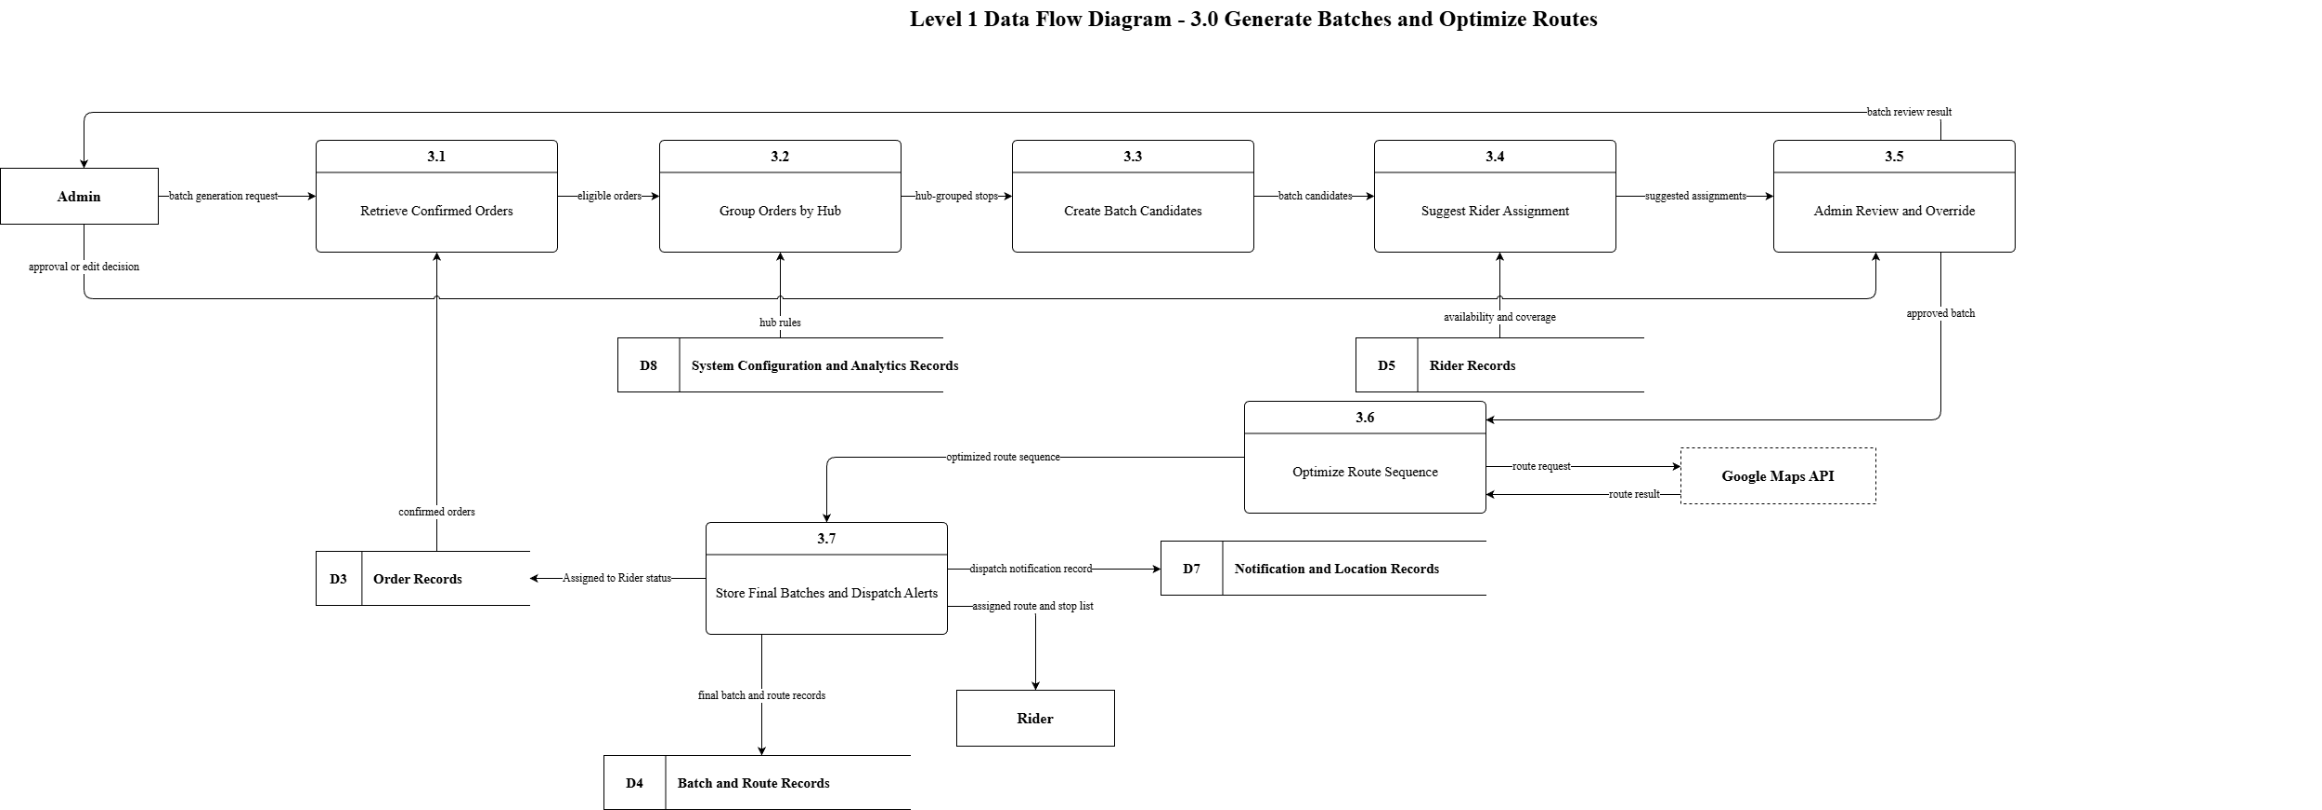 Level 1 Data Flow Diagram - 3.0 Generate Batches and Optimize Routes
batch review result
3.1
3.2
3.3
3.4
3.5
Admin
batch generation request
Retrieve Confirmed Orders
eligible orders
Group Orders by Hub
hub-grouped stops
Create Batch Candidates
batch candidates
Suggest Rider Assignment
suggested assignments
Admin Review and Override
approval or edit decision
hub rules
availability and coverage
approved batch
D8
System Configuration and Analytics Records
D5
Rider Records
3.6
optimized route sequence
Optimize Route Sequence
route request
Google Maps API
route result
confirmed orders
3.7
D3
Order Records
Assigned to Rider status
Store Final Batches and Dispatch Alerts
dispatch notification record
D7
Notification and Location Records
assigned route and stop list
final batch and route records
Rider
D4
Batch and Route Records